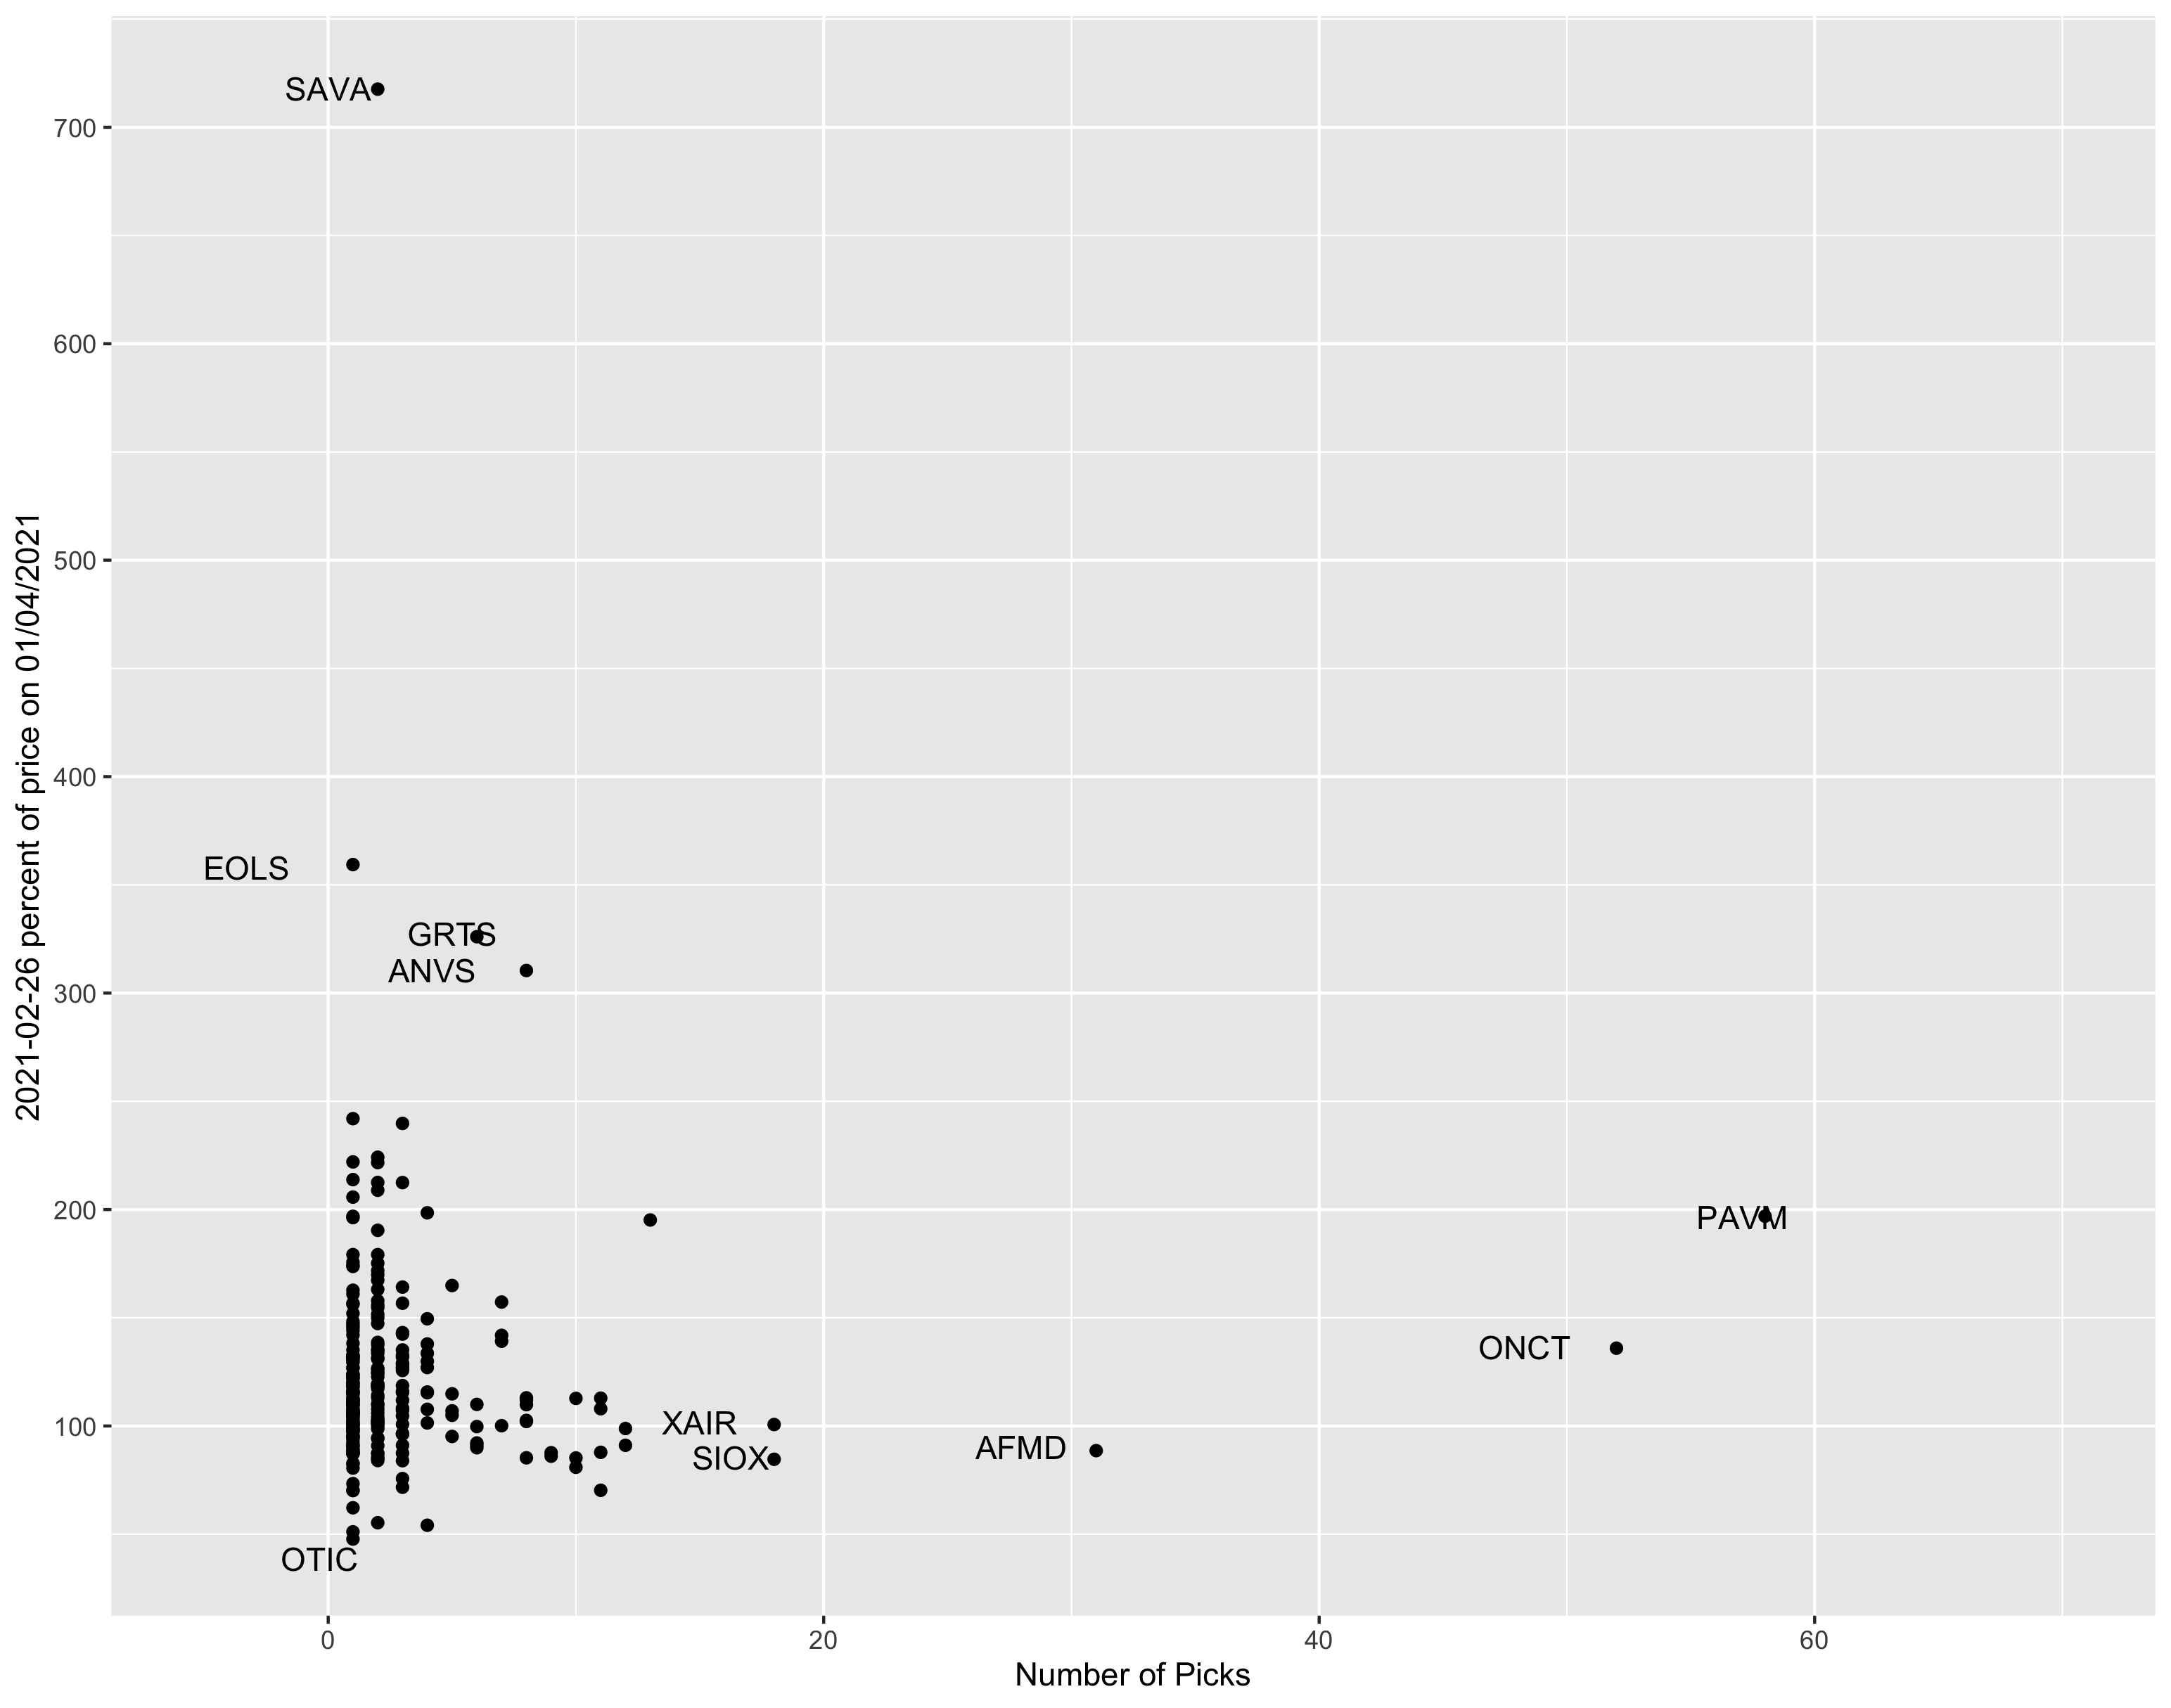 2021-02-26 percent of price on 01/04/2021
700
600
500
400
300
200
100
SAVA
EOLS
GRTS
ANVS
PAVM
ONCT
XAIR
AFMD
SIOX
OTIC
0
20
40
60
Number of Picks